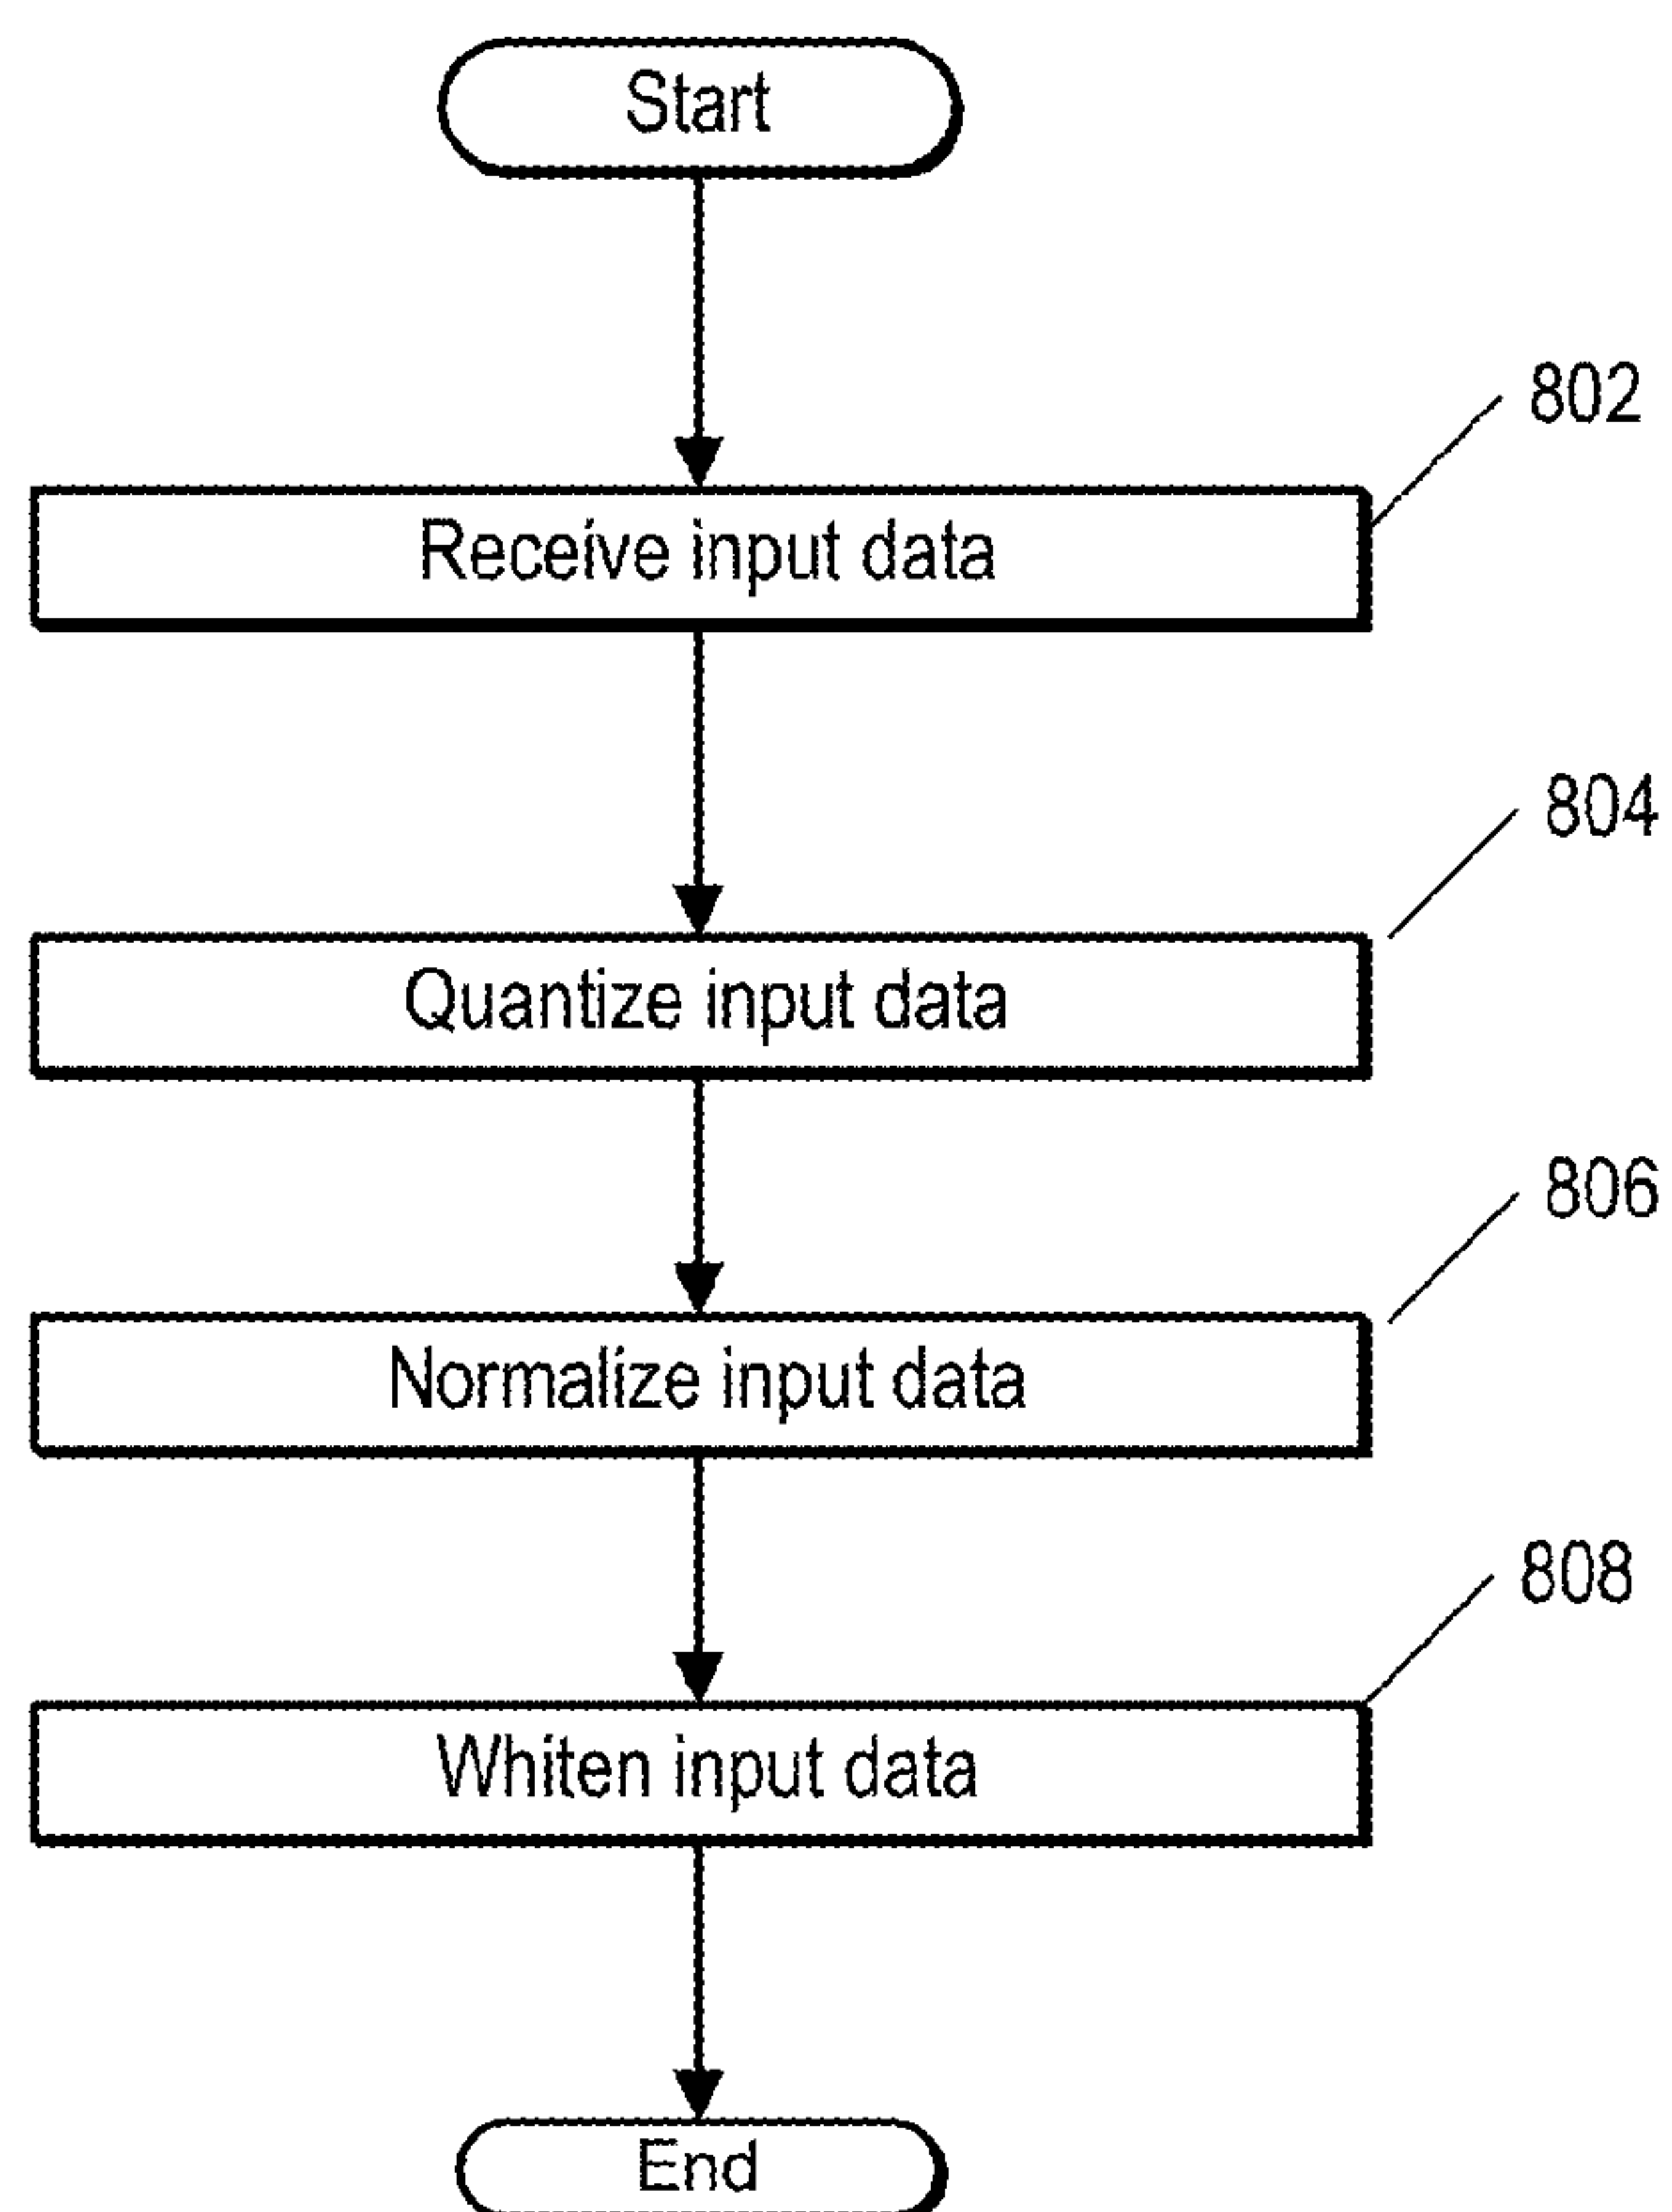 Start
802
Receive input data
804
Quantize input data
806
Normalize input data
808
Whiten input data
End